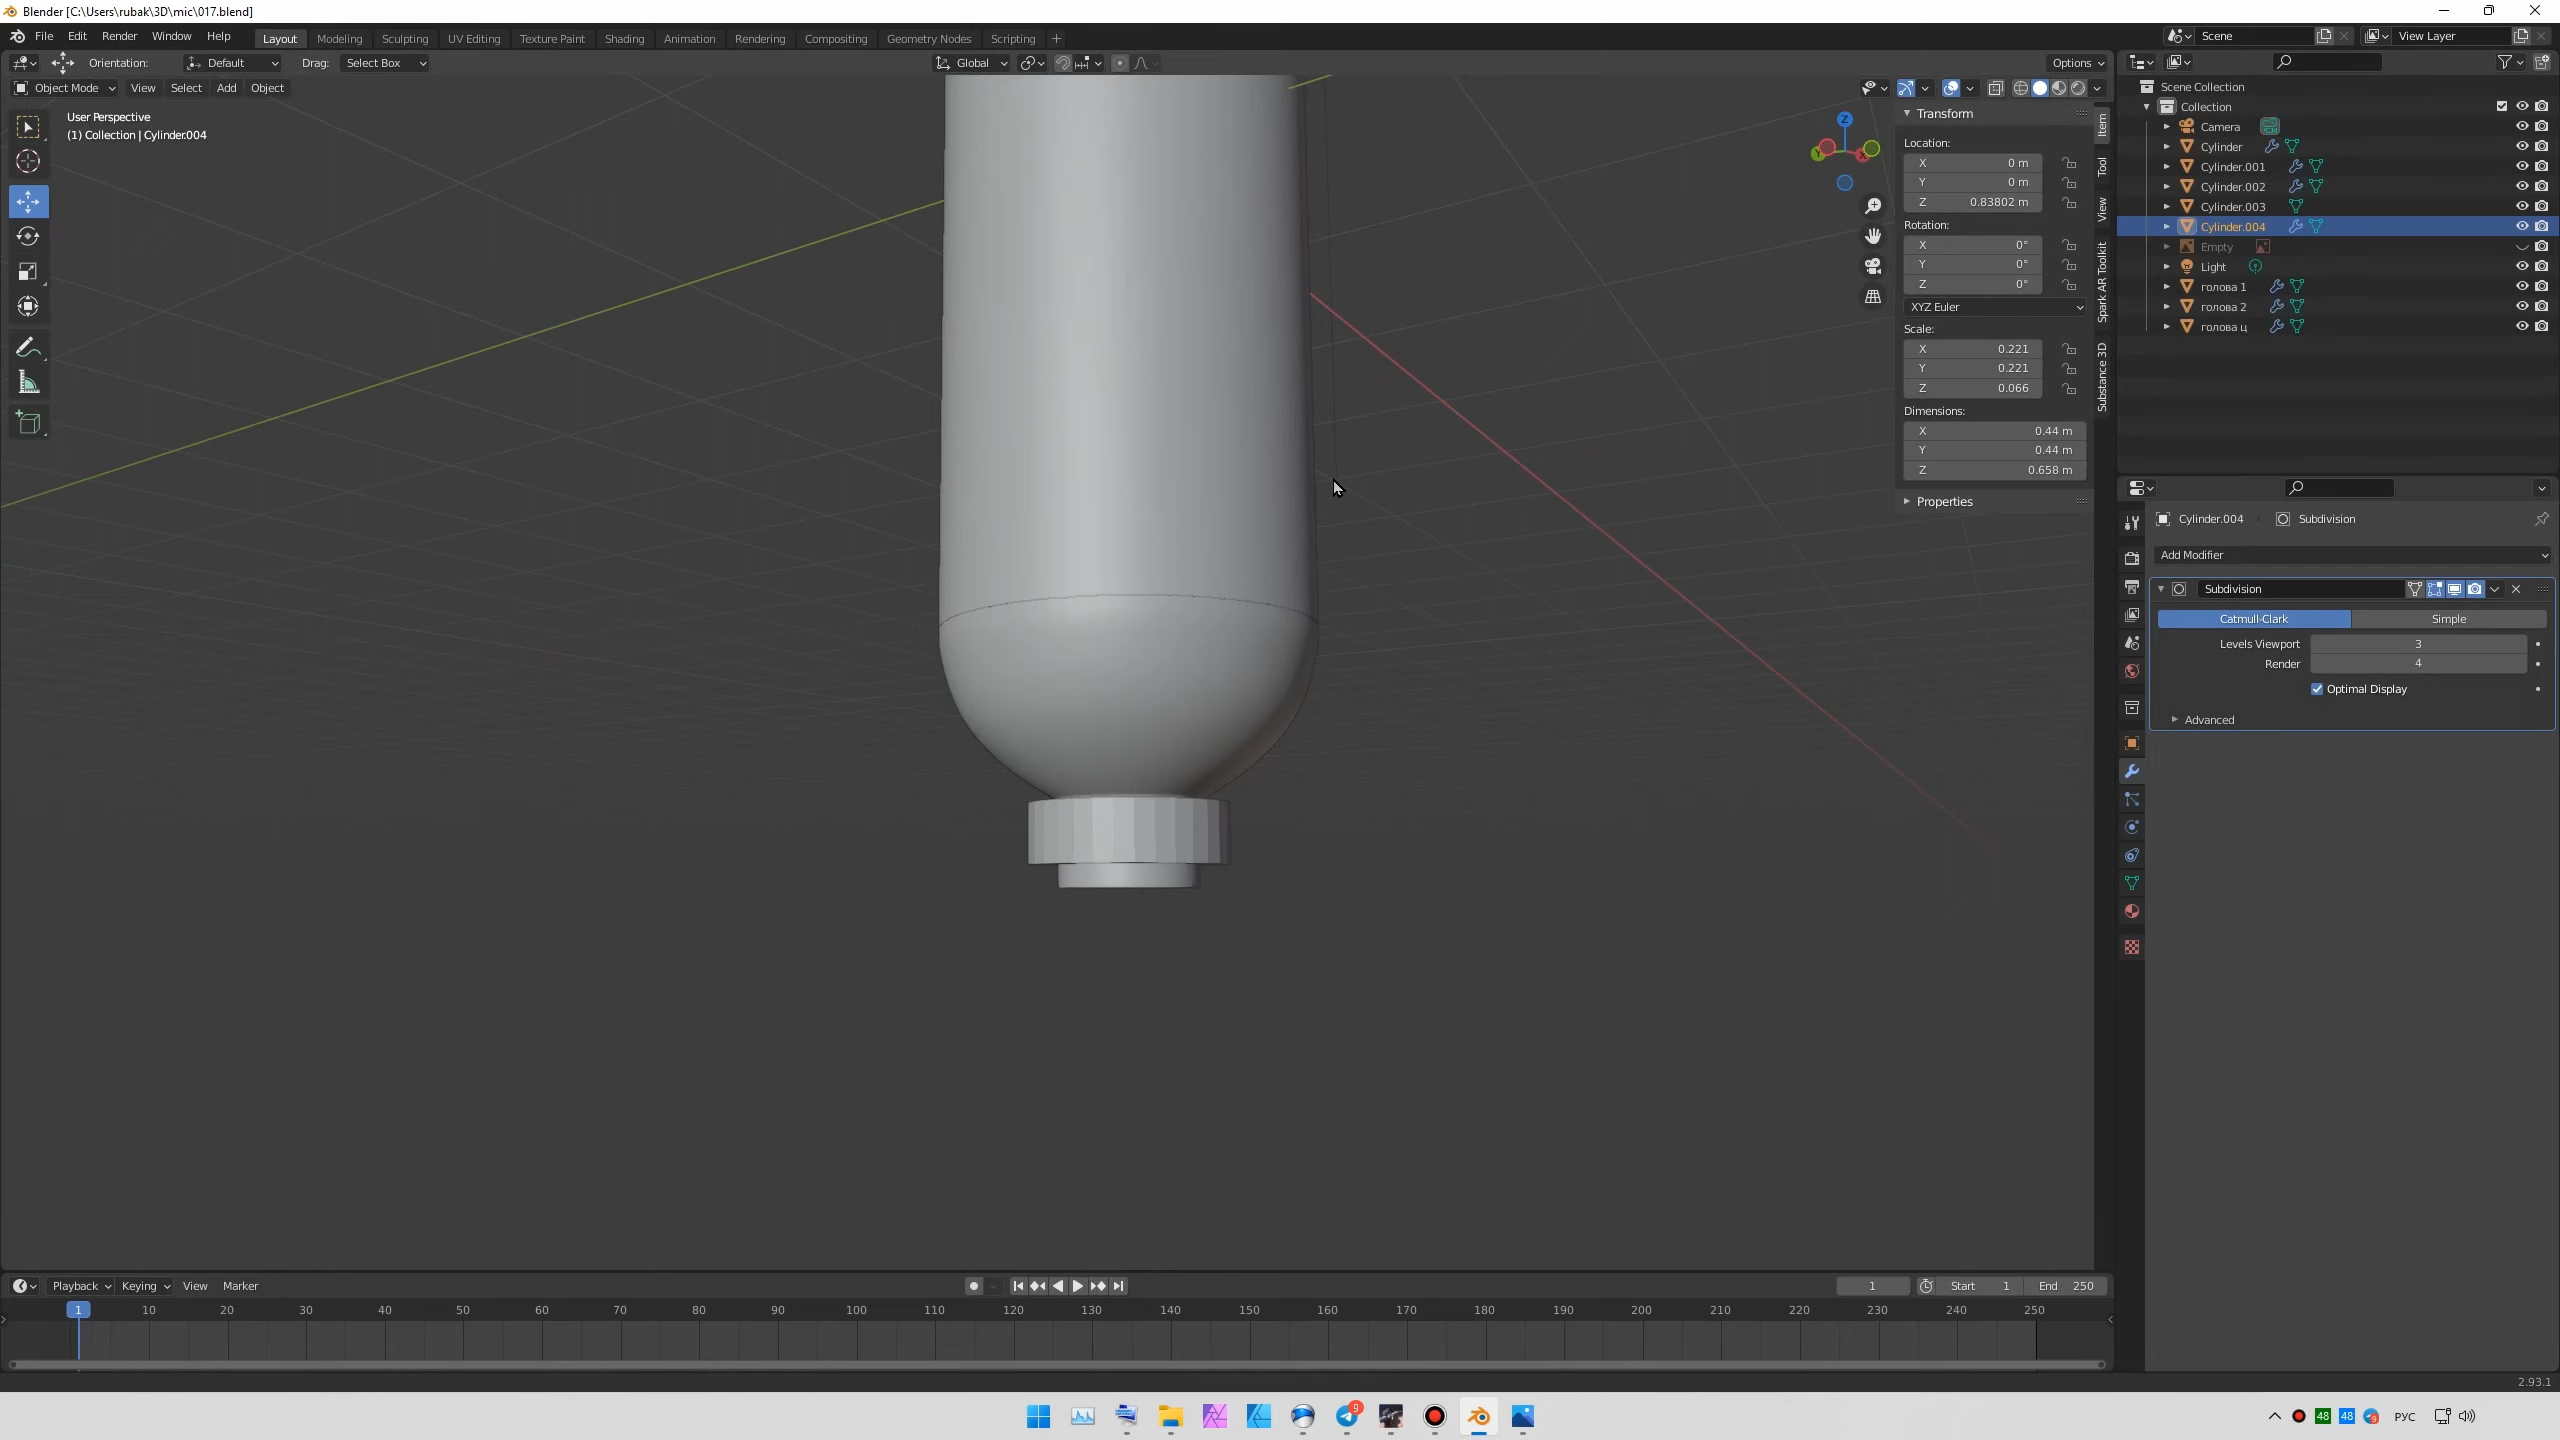 Blender [C:\Users\rubak\3D\mic\017.blend]
File Edit Render Window Help Layout Modeling Sculpting UV Editing Texture Paint Shading Animation Rendering Compositing Geometry Nodes Scripting + Scene View Layer
Orientation: Default Drag: Select Box Global Options
Object Mode View Select Add Object
User Perspective
(1) Collection | Cylinder.004
Z
Y
X
Transform
Location:
X 0 m
Y 0 m
Z 0.83802 m
Rotation:
X 0°
Y 0°
Z 0°
XYZ Euler
Scale:
X 0.221
Y 0.221
Z 0.066
Dimensions:
X 0.44 m
Y 0.44 m
Z 0.658 m
Properties
Item
Tool
View
Spark AR Toolkit
Substance 3D
Scene Collection
Collection
Camera
Cylinder
Cylinder.001
Cylinder.002
Cylinder.003
Cylinder.004
Empty
Light
голова 1
голова 2
голова ц
Cylinder.004 Subdivision
Add Modifier
Subdivision
Catmull-Clark Simple
Levels Viewport 3
Render 4
Optimal Display
Advanced
Playback Keying View Marker 1 Start 1 End 250
1 10 20 30 40 50 60 70 80 90 100 110 120 130 140 150 160 170 180 190 200 210 220 230 240 250
2.93.1
9
48 48 9 РУС